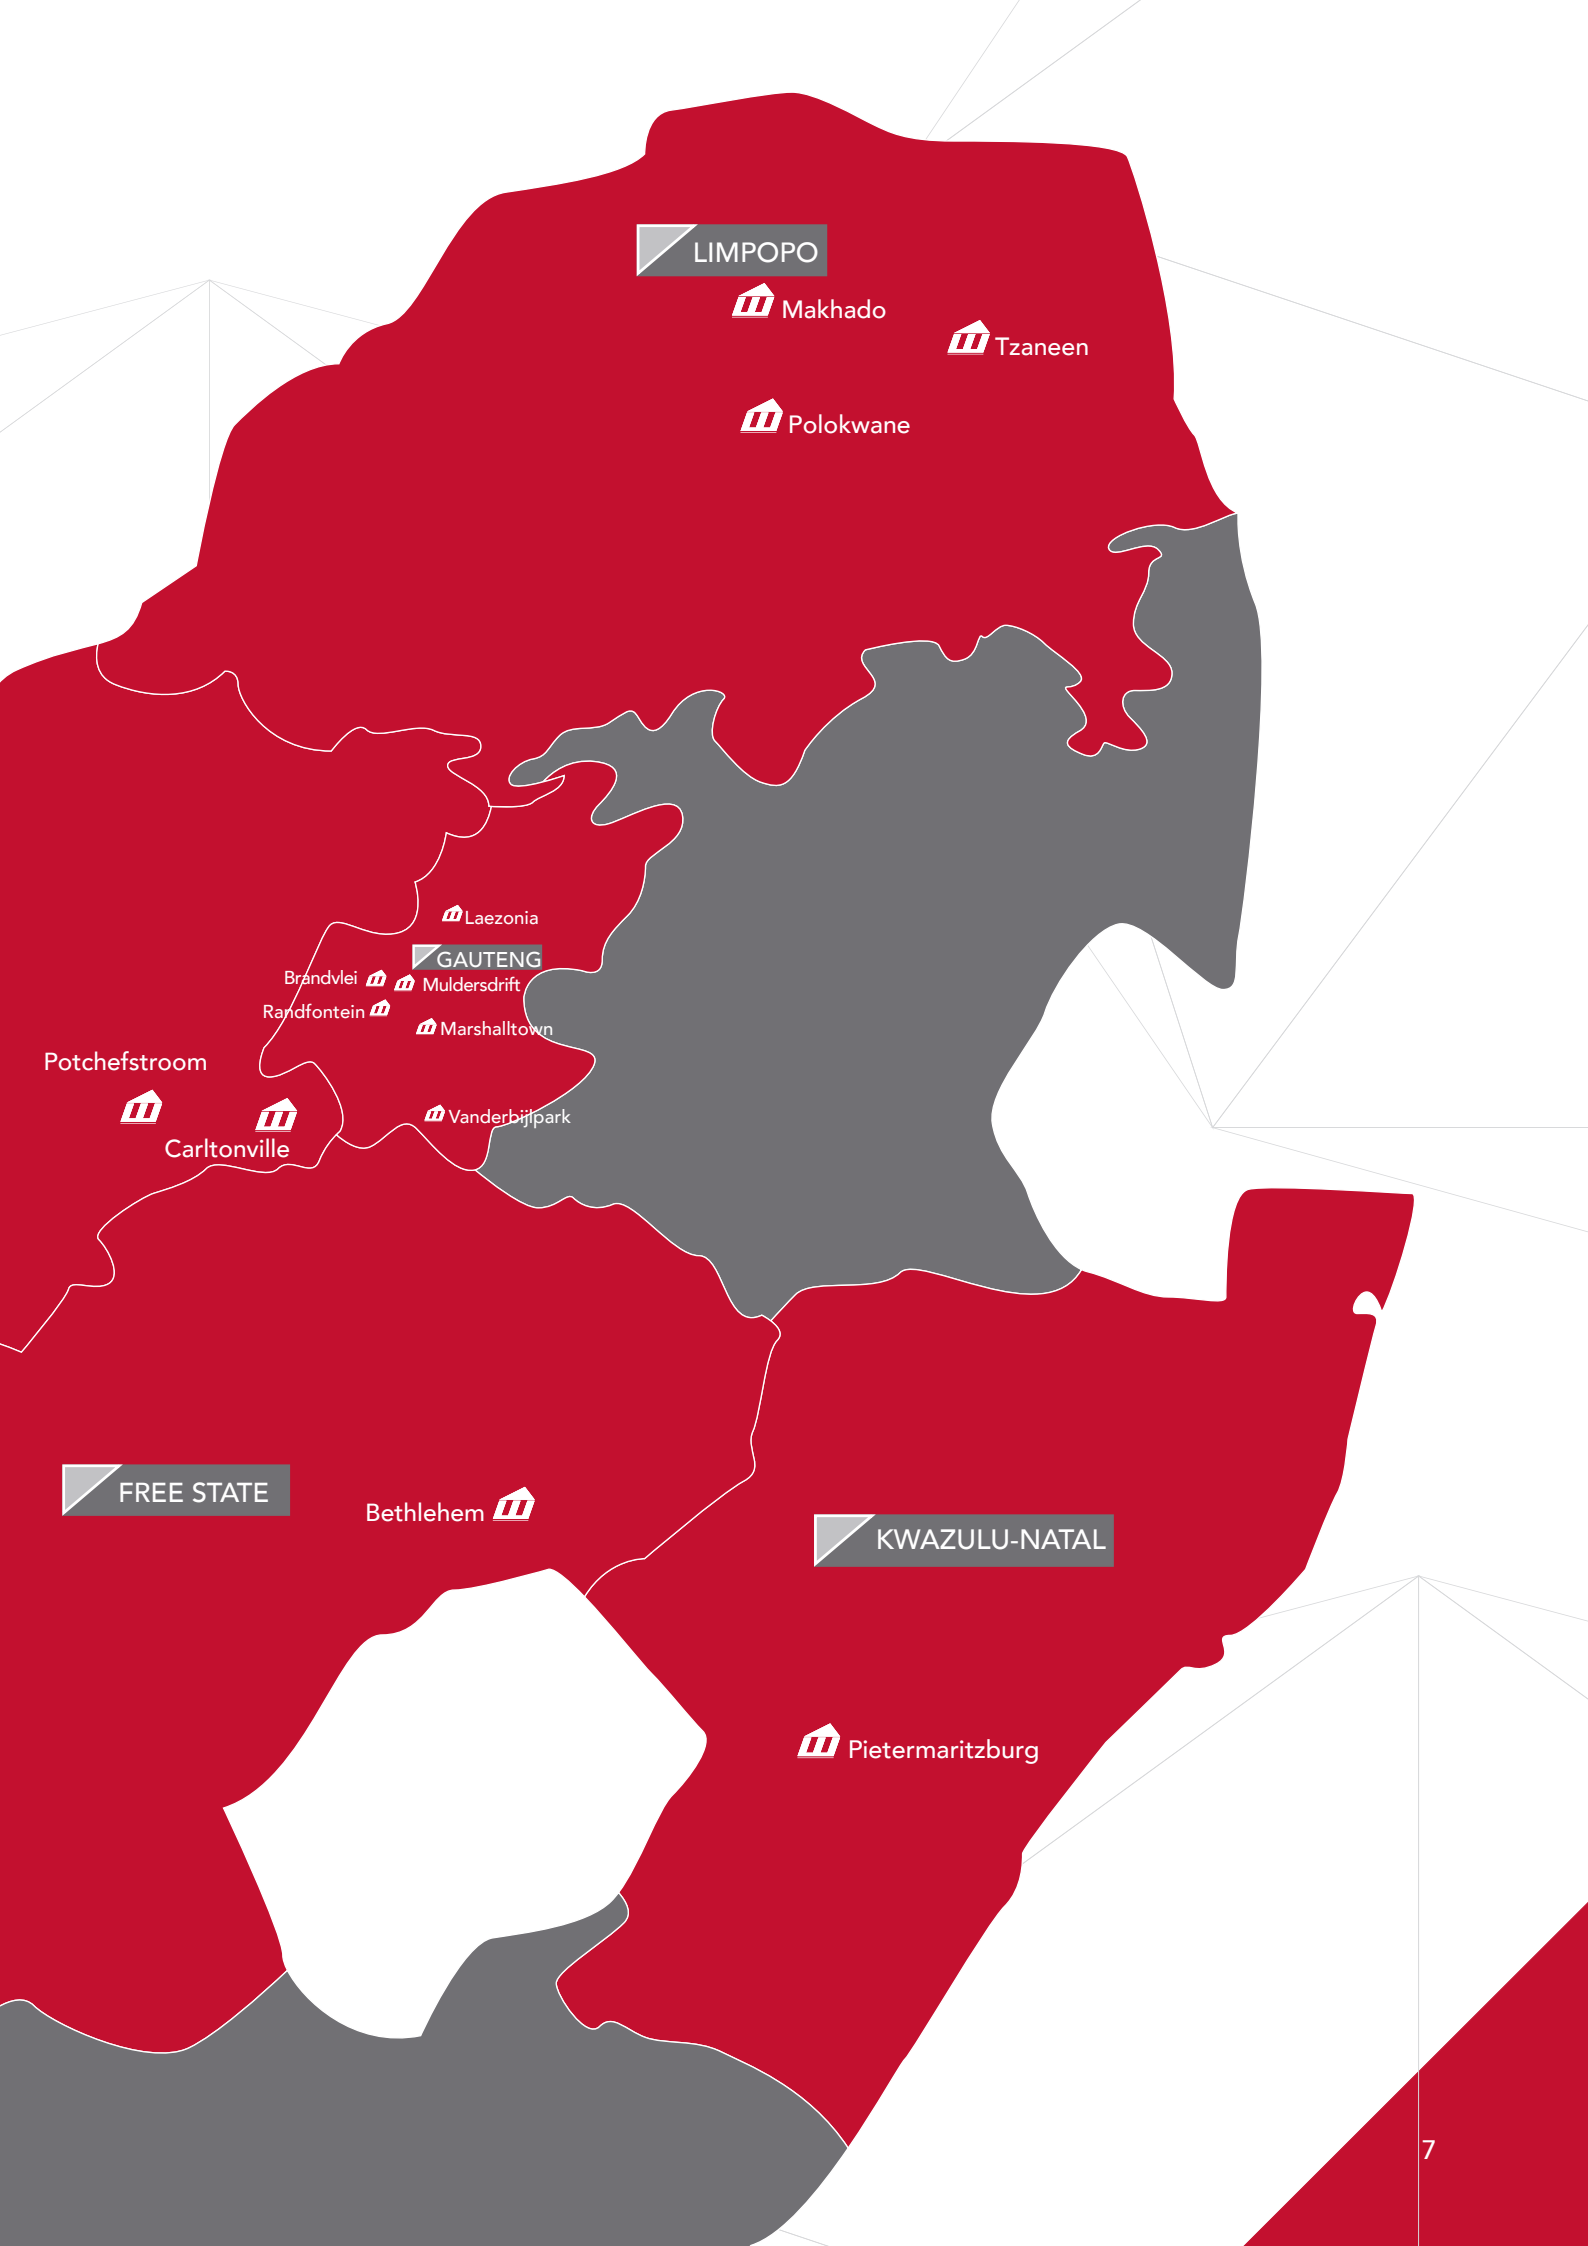 LIMPOPO
Makhado
Tzaneen
Polokwane
Laezonia
GAUTENG
Brandvlei
Muldersdrift
Randfontein
Marshalltown
Potchefstroom
Vanderbijlpark
Carltonville
FREE STATE
Bethlehem
KWAZULU-NATAL
Pietermaritzburg
7